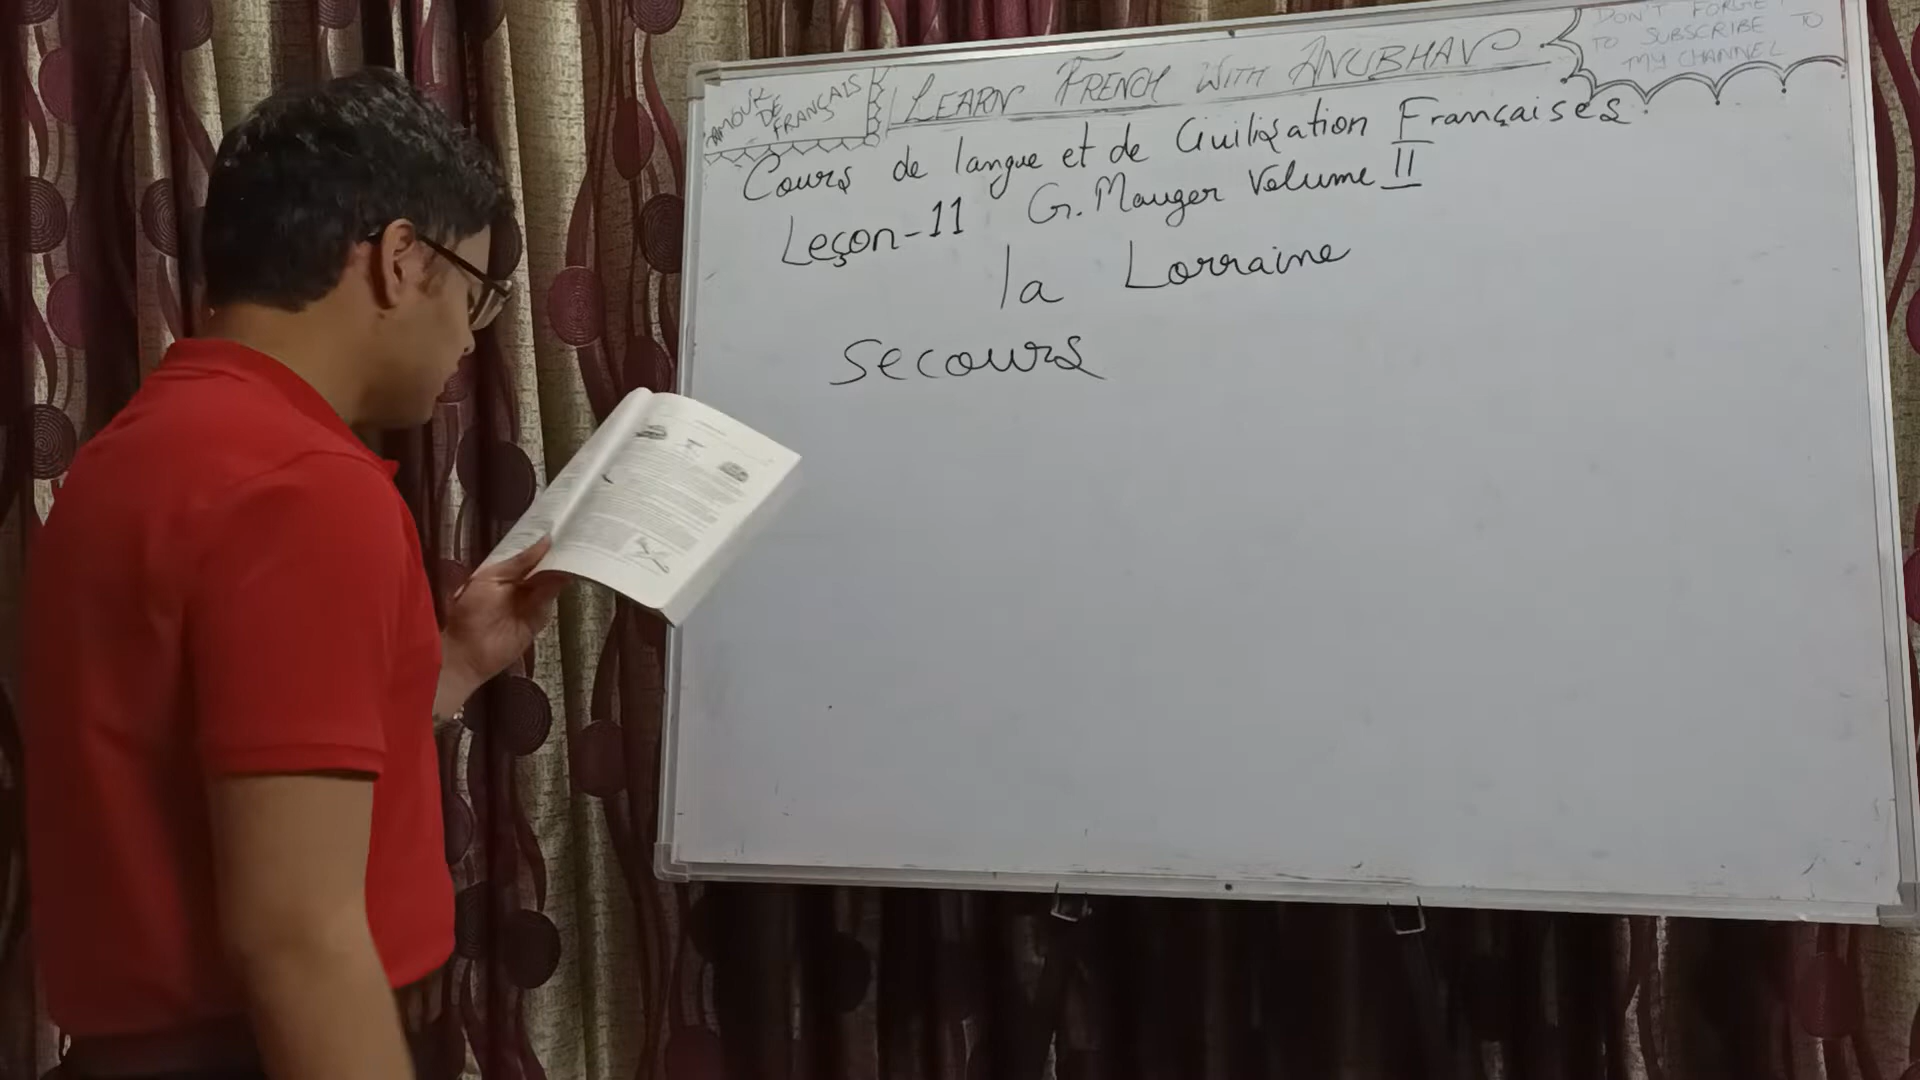 AMOUR
DE
FRANÇAIS
LEARN FRENCH WITH ANUBHAV
DON'T FORGET
TO SUBSCRIBE TO
MY CHANNEL
Cours de langue et de Civilisation Françaises.
Leçon-11 G. Mauger Volume II
la Lorraine
secours